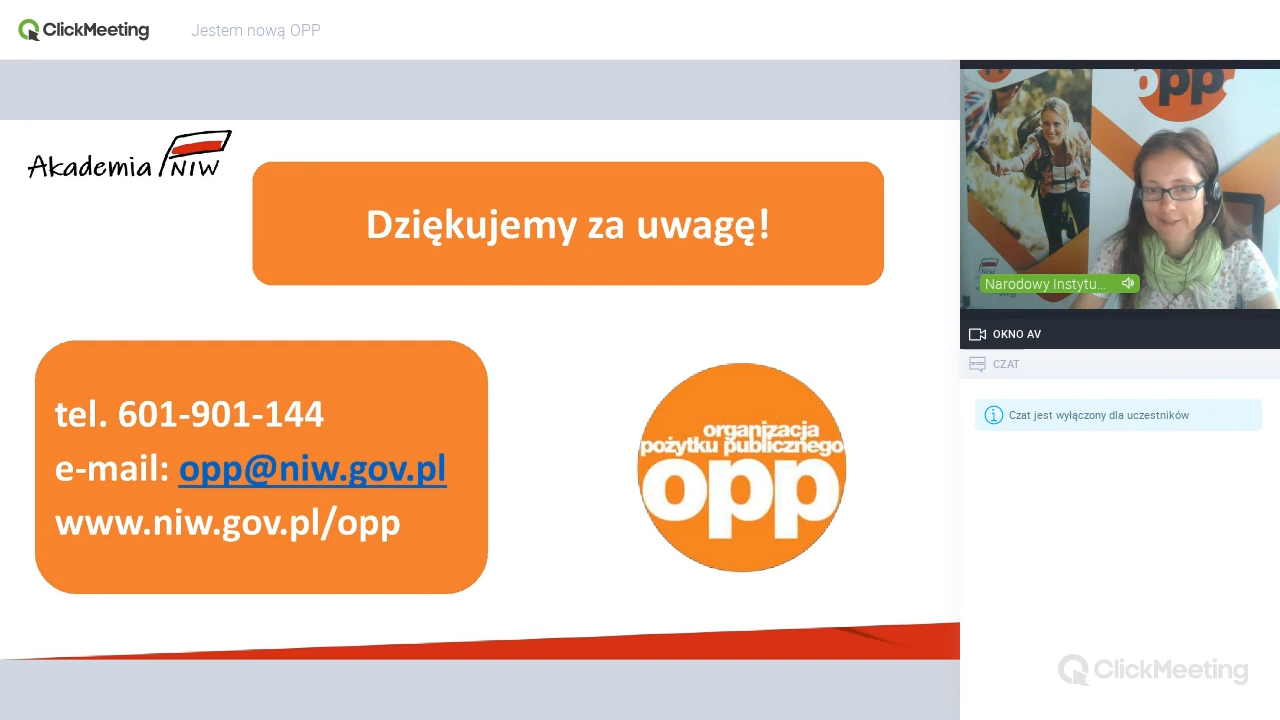 ClickMeeting
Jestem nową OPP
Akademia NIW
Dziękujemy za uwagę!
tel. 601-901-144
e-mail: opp@niw.gov.pl
www.niw.gov.pl/opp
organizacja
pożytku publicznego
opp
opp
Narodowy Instytu...
OKNO AV
CZAT
Czat jest wyłączony dla uczestników
ClickMeeting